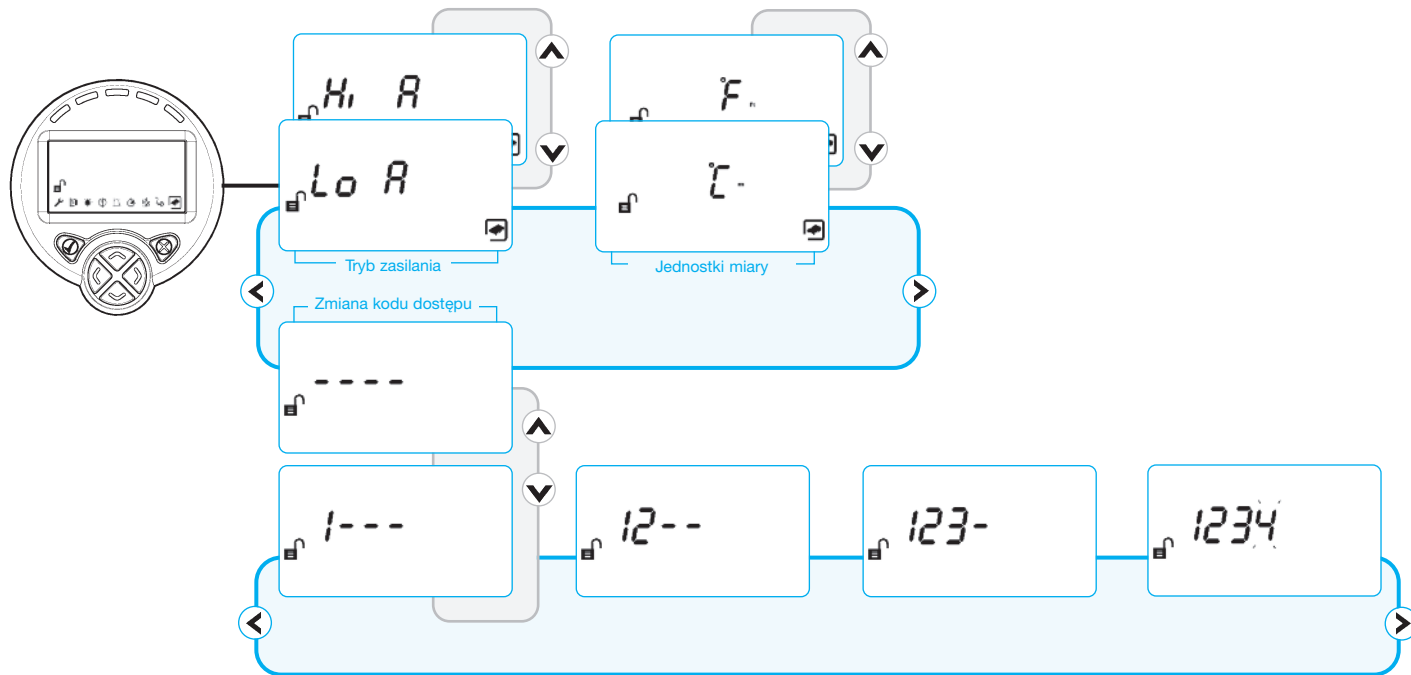 Hi A
°F
Lo A
°C -
Tryb zasilania
Jednostki miary
Zmiana kodu dostępu
- - - -
1 - - -
12 - -
123 -
1234